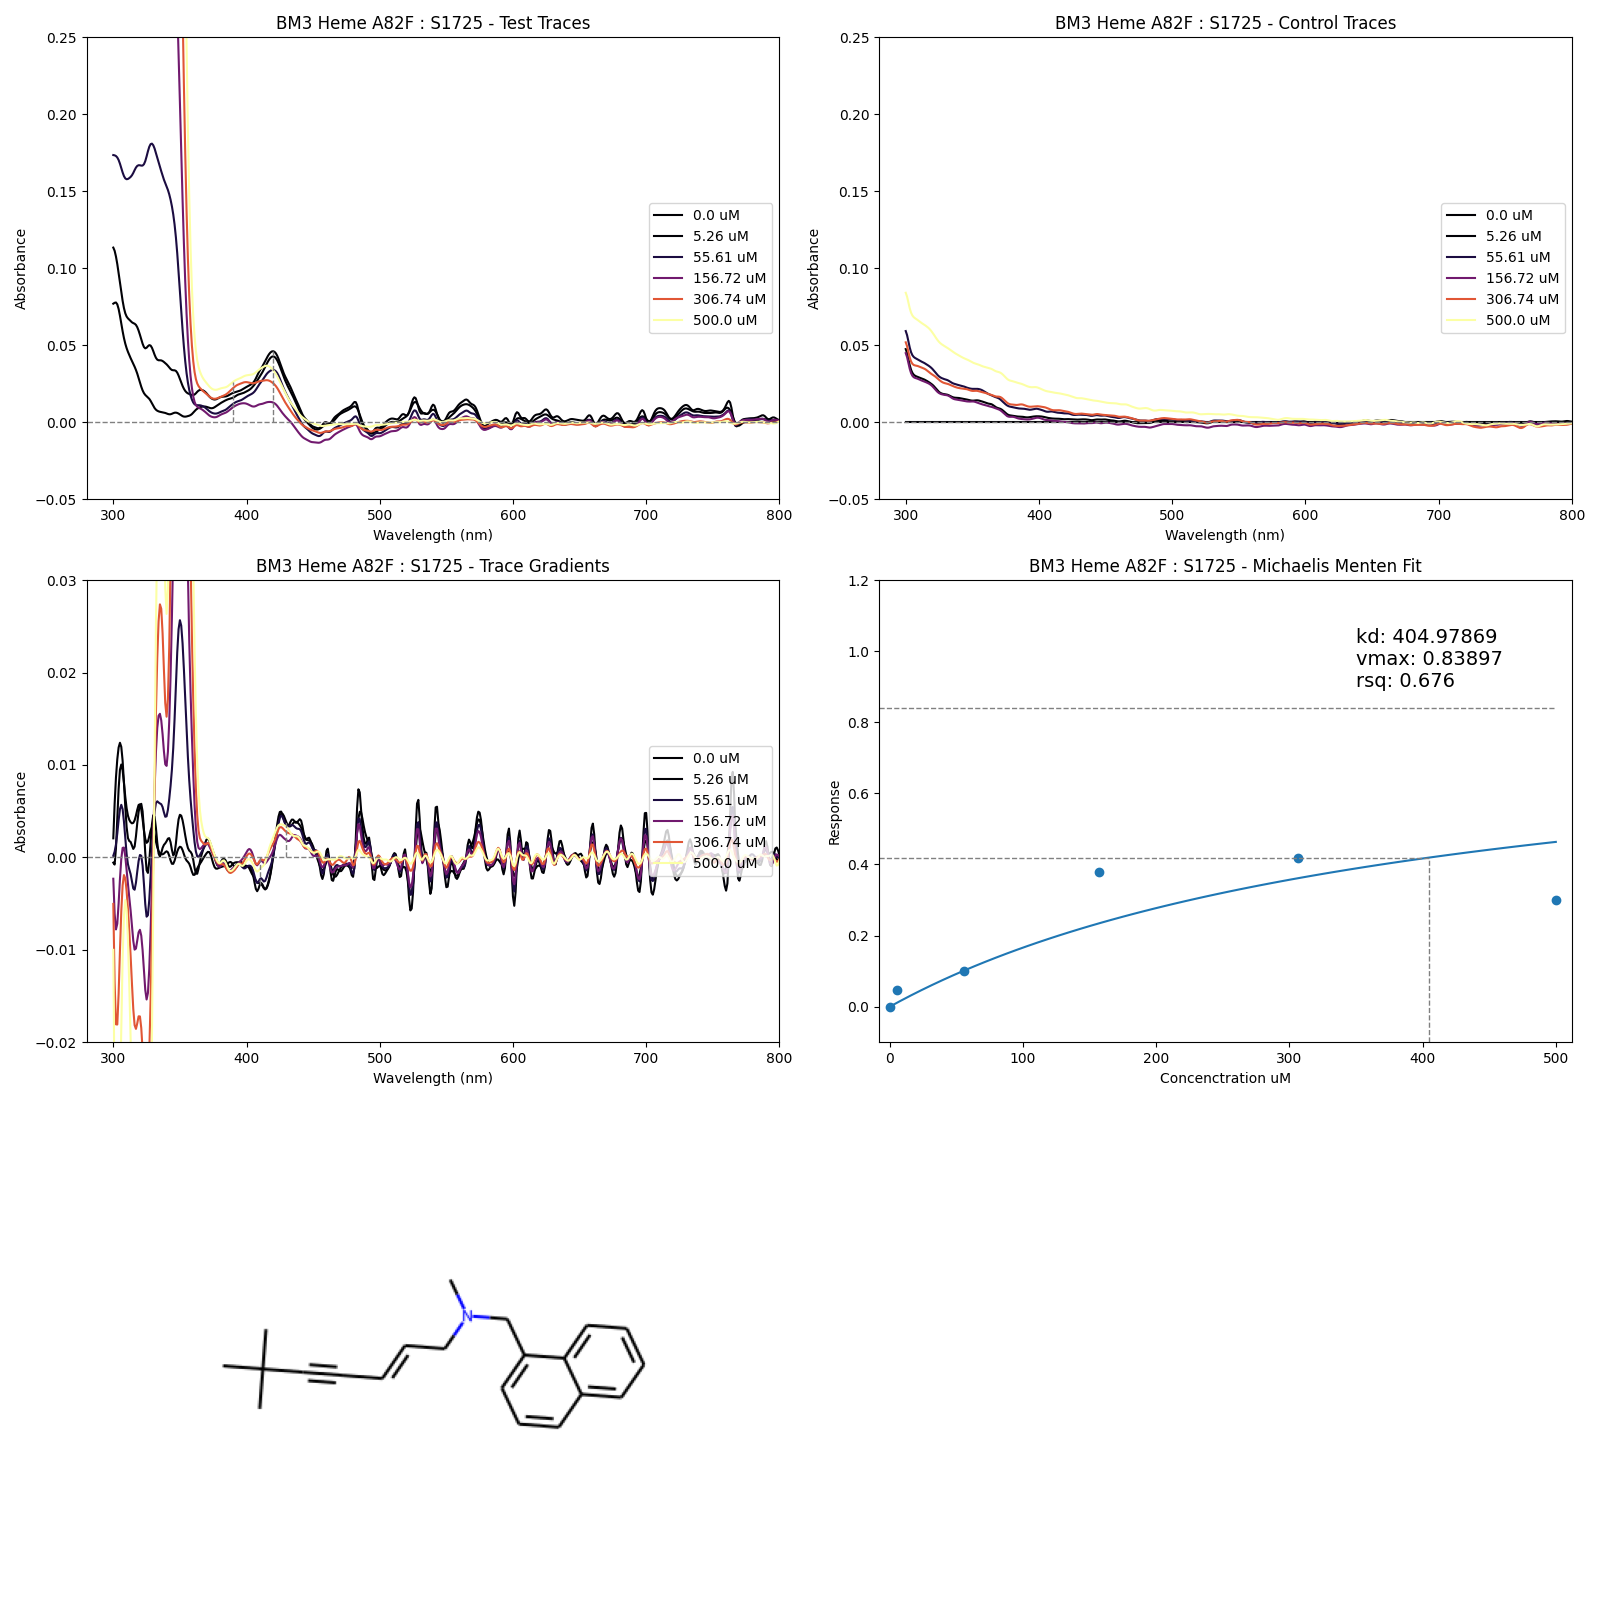 BM3 Heme A82F : S1725 - Test Traces
0.25
0.20
0.15
0.10
0.05
0.00
−0.05
Absorbance
0.0 uM
5.26 uM
55.61 uM
156.72 uM
306.74 uM
500.0 uM
300 400 500 600 700 800
Wavelength (nm)
BM3 Heme A82F : S1725 - Control Traces
0.25
0.20
0.15
0.10
0.05
0.00
−0.05
Absorbance
0.0 uM
5.26 uM
55.61 uM
156.72 uM
306.74 uM
500.0 uM
300 400 500 600 700 800
Wavelength (nm)
BM3 Heme A82F : S1725 - Trace Gradients
0.03
0.02
0.01
0.00
−0.01
−0.02
Absorbance
0.0 uM
5.26 uM
55.61 uM
156.72 uM
306.74 uM
500.0 uM
300 400 500 600 700 800
Wavelength (nm)
BM3 Heme A82F : S1725 - Michaelis Menten Fit
1.2
1.0
0.8
0.6
0.4
0.2
0.0
Response
kd: 404.97869
vmax: 0.83897
rsq: 0.676
0 100 200 300 400 500
Concenctration uM
N